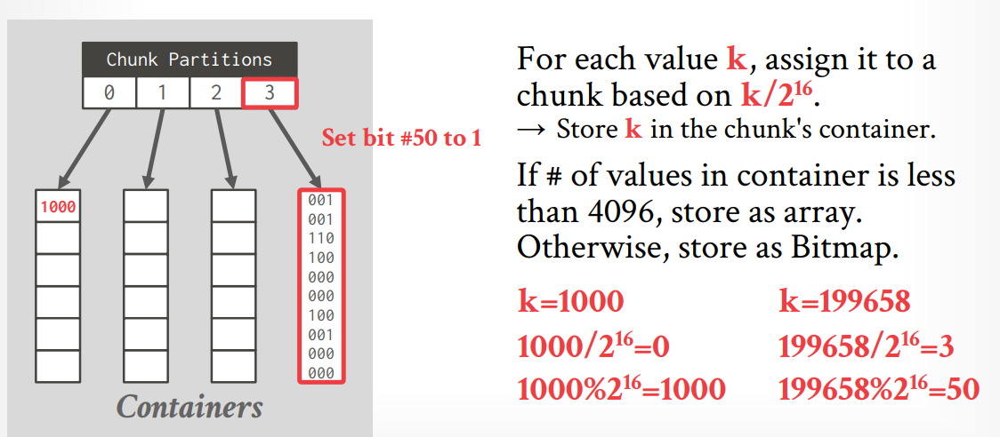 Chunk Partitions
0 1 2 3
Set bit #50 to 1
1000
001
001
110
100
000
000
100
001
000
000
Containers
For each value k, assign it to a
chunk based on k/2¹⁶.
→ Store k in the chunk's container.
If # of values in container is less
than 4096, store as array.
Otherwise, store as Bitmap.
k=1000
1000/2¹⁶=0
1000%2¹⁶=1000
k=199658
199658/2¹⁶=3
199658%2¹⁶=50